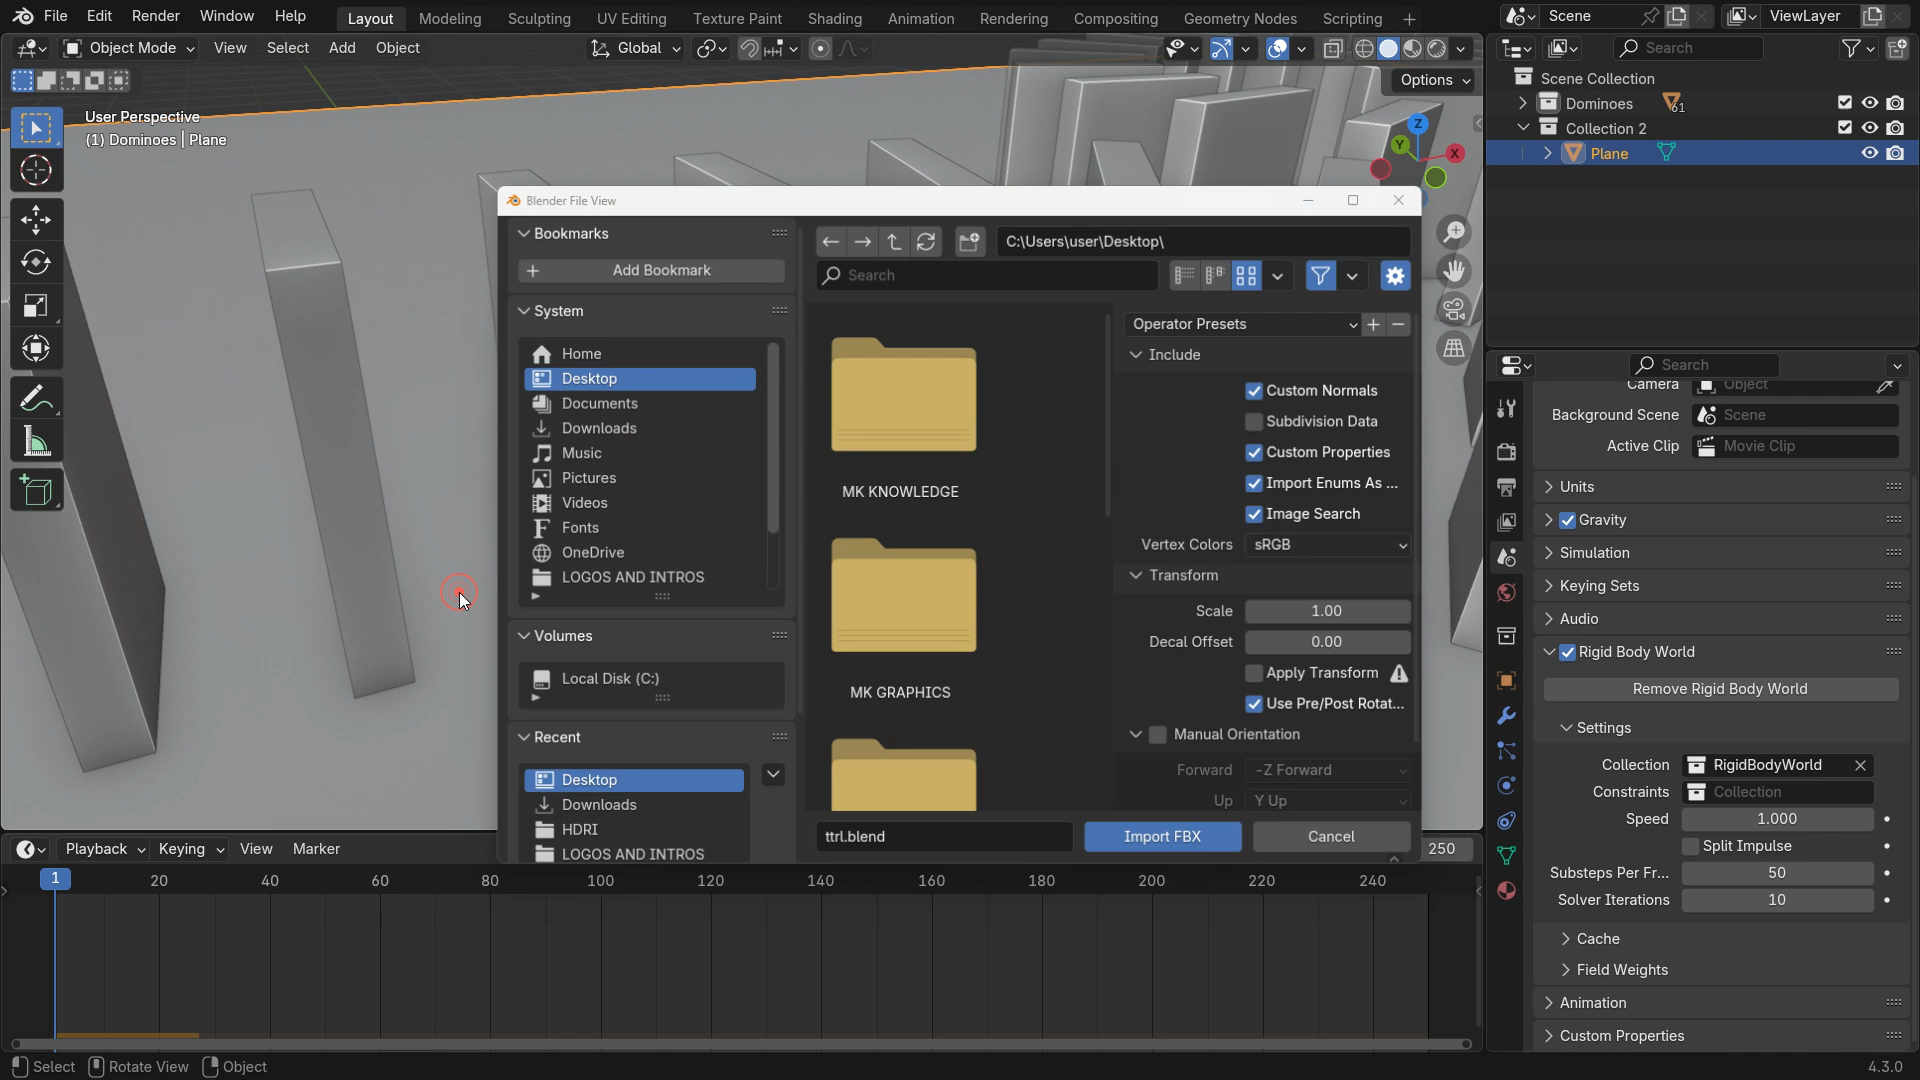 File Edit Render Window Help Layout Modeling Sculpting UV Editing Texture Paint Shading Animation Rendering Compositing Geometry Nodes Scripting Scene ViewLayer
Object Mode View Select Add Object Global Search
Options
User Perspective
(1) Dominoes | Plane
Scene Collection
Dominoes 61
Collection 2
Plane
Z
Y
X
Blender File View
Bookmarks
Add Bookmark
System
Home
Desktop
Documents
Downloads
Music
Pictures
Videos
Fonts
OneDrive
LOGOS AND INTROS
Volumes
Local Disk (C:)
Recent
Desktop
Downloads
HDRI
LOGOS AND INTROS
C:\Users\user\Desktop\
Search
MK KNOWLEDGE
MK GRAPHICS
Operator Presets
Include
Custom Normals
Subdivision Data
Custom Properties
Import Enums As ...
Image Search
Vertex Colors sRGB
Transform
Scale 1.00
Decal Offset 0.00
Apply Transform
Use Pre/Post Rotat...
Manual Orientation
Forward -Z Forward
Up Y Up
ttrl.blend Import FBX Cancel
Search
Camera Object
Background Scene Scene
Active Clip Movie Clip
Units
Gravity
Simulation
Keying Sets
Audio
Rigid Body World
Remove Rigid Body World
Settings
Collection RigidBodyWorld
Constraints Collection
Speed 1.000
Split Impulse
Substeps Per Fr... 50
Solver Iterations 10
Cache
Field Weights
Animation
Custom Properties
Playback Keying View Marker 250
1 20 40 60 80 100 120 140 160 180 200 220 240
Select Rotate View Object 4.3.0